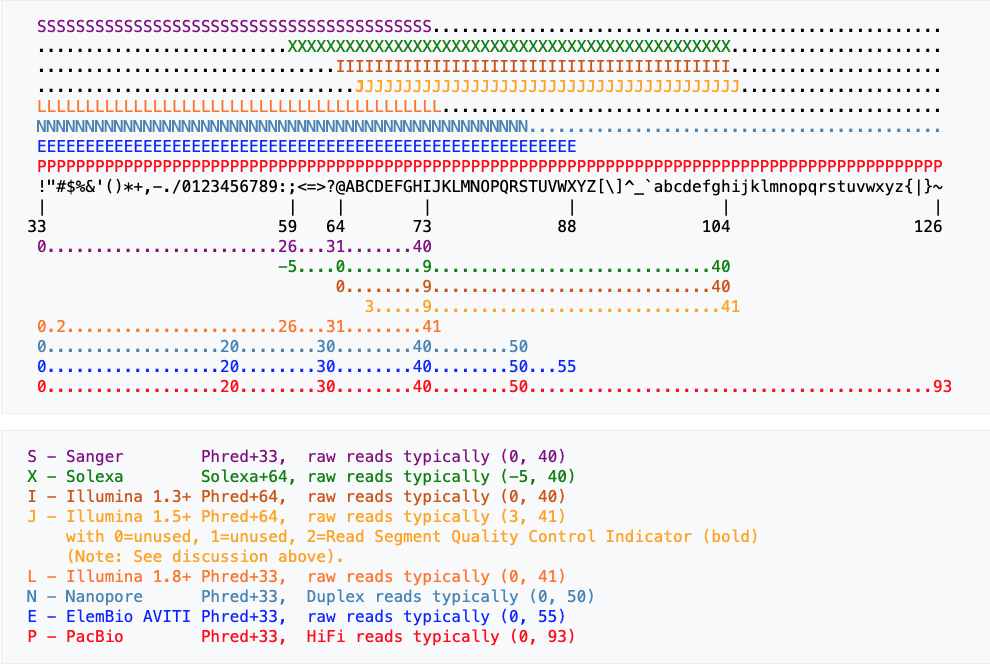 SSSSSSSSSSSSSSSSSSSSSSSSSSSSSSSSSSSSSSSSS.....................................................
..........................XXXXXXXXXXXXXXXXXXXXXXXXXXXXXXXXXXXXXXXXXXXXXX......................
...............................IIIIIIIIIIIIIIIIIIIIIIIIIIIIIIIIIIIIIIIII......................
.................................JJJJJJJJJJJJJJJJJJJJJJJJJJJJJJJJJJJJJJJJ.....................
LLLLLLLLLLLLLLLLLLLLLLLLLLLLLLLLLLLLLLLLLL....................................................
NNNNNNNNNNNNNNNNNNNNNNNNNNNNNNNNNNNNNNNNNNNNNNNNNNN...........................................
EEEEEEEEEEEEEEEEEEEEEEEEEEEEEEEEEEEEEEEEEEEEEEEEEEEEEEEE
PPPPPPPPPPPPPPPPPPPPPPPPPPPPPPPPPPPPPPPPPPPPPPPPPPPPPPPPPPPPPPPPPPPPPPPPPPPPPPPPPPPPPPPPPPPPPP
!"#$%&'()*+,-./0123456789:;<=>?@ABCDEFGHIJKLMNOPQRSTUVWXYZ[\]^_`abcdefghijklmnopqrstuvwxyz{|}~
| | | | | | |
33 59 64 73 88 104 126
0........................26...31.......40
-5....0........9.............................40
0........9.............................40
3.....9..............................41
0.2......................26...31........41
0..................20........30........40........50
0..................20........30........40........50...55
0..................20........30........40........50..........................................93
S - Sanger Phred+33, raw reads typically (0, 40)
X - Solexa Solexa+64, raw reads typically (-5, 40)
I - Illumina 1.3+ Phred+64, raw reads typically (0, 40)
J - Illumina 1.5+ Phred+64, raw reads typically (3, 41)
with 0=unused, 1=unused, 2=Read Segment Quality Control Indicator (bold)
(Note: See discussion above).
L - Illumina 1.8+ Phred+33, raw reads typically (0, 41)
N - Nanopore Phred+33, Duplex reads typically (0, 50)
E - ElemBio AVITI Phred+33, raw reads typically (0, 55)
P - PacBio Phred+33, HiFi reads typically (0, 93)